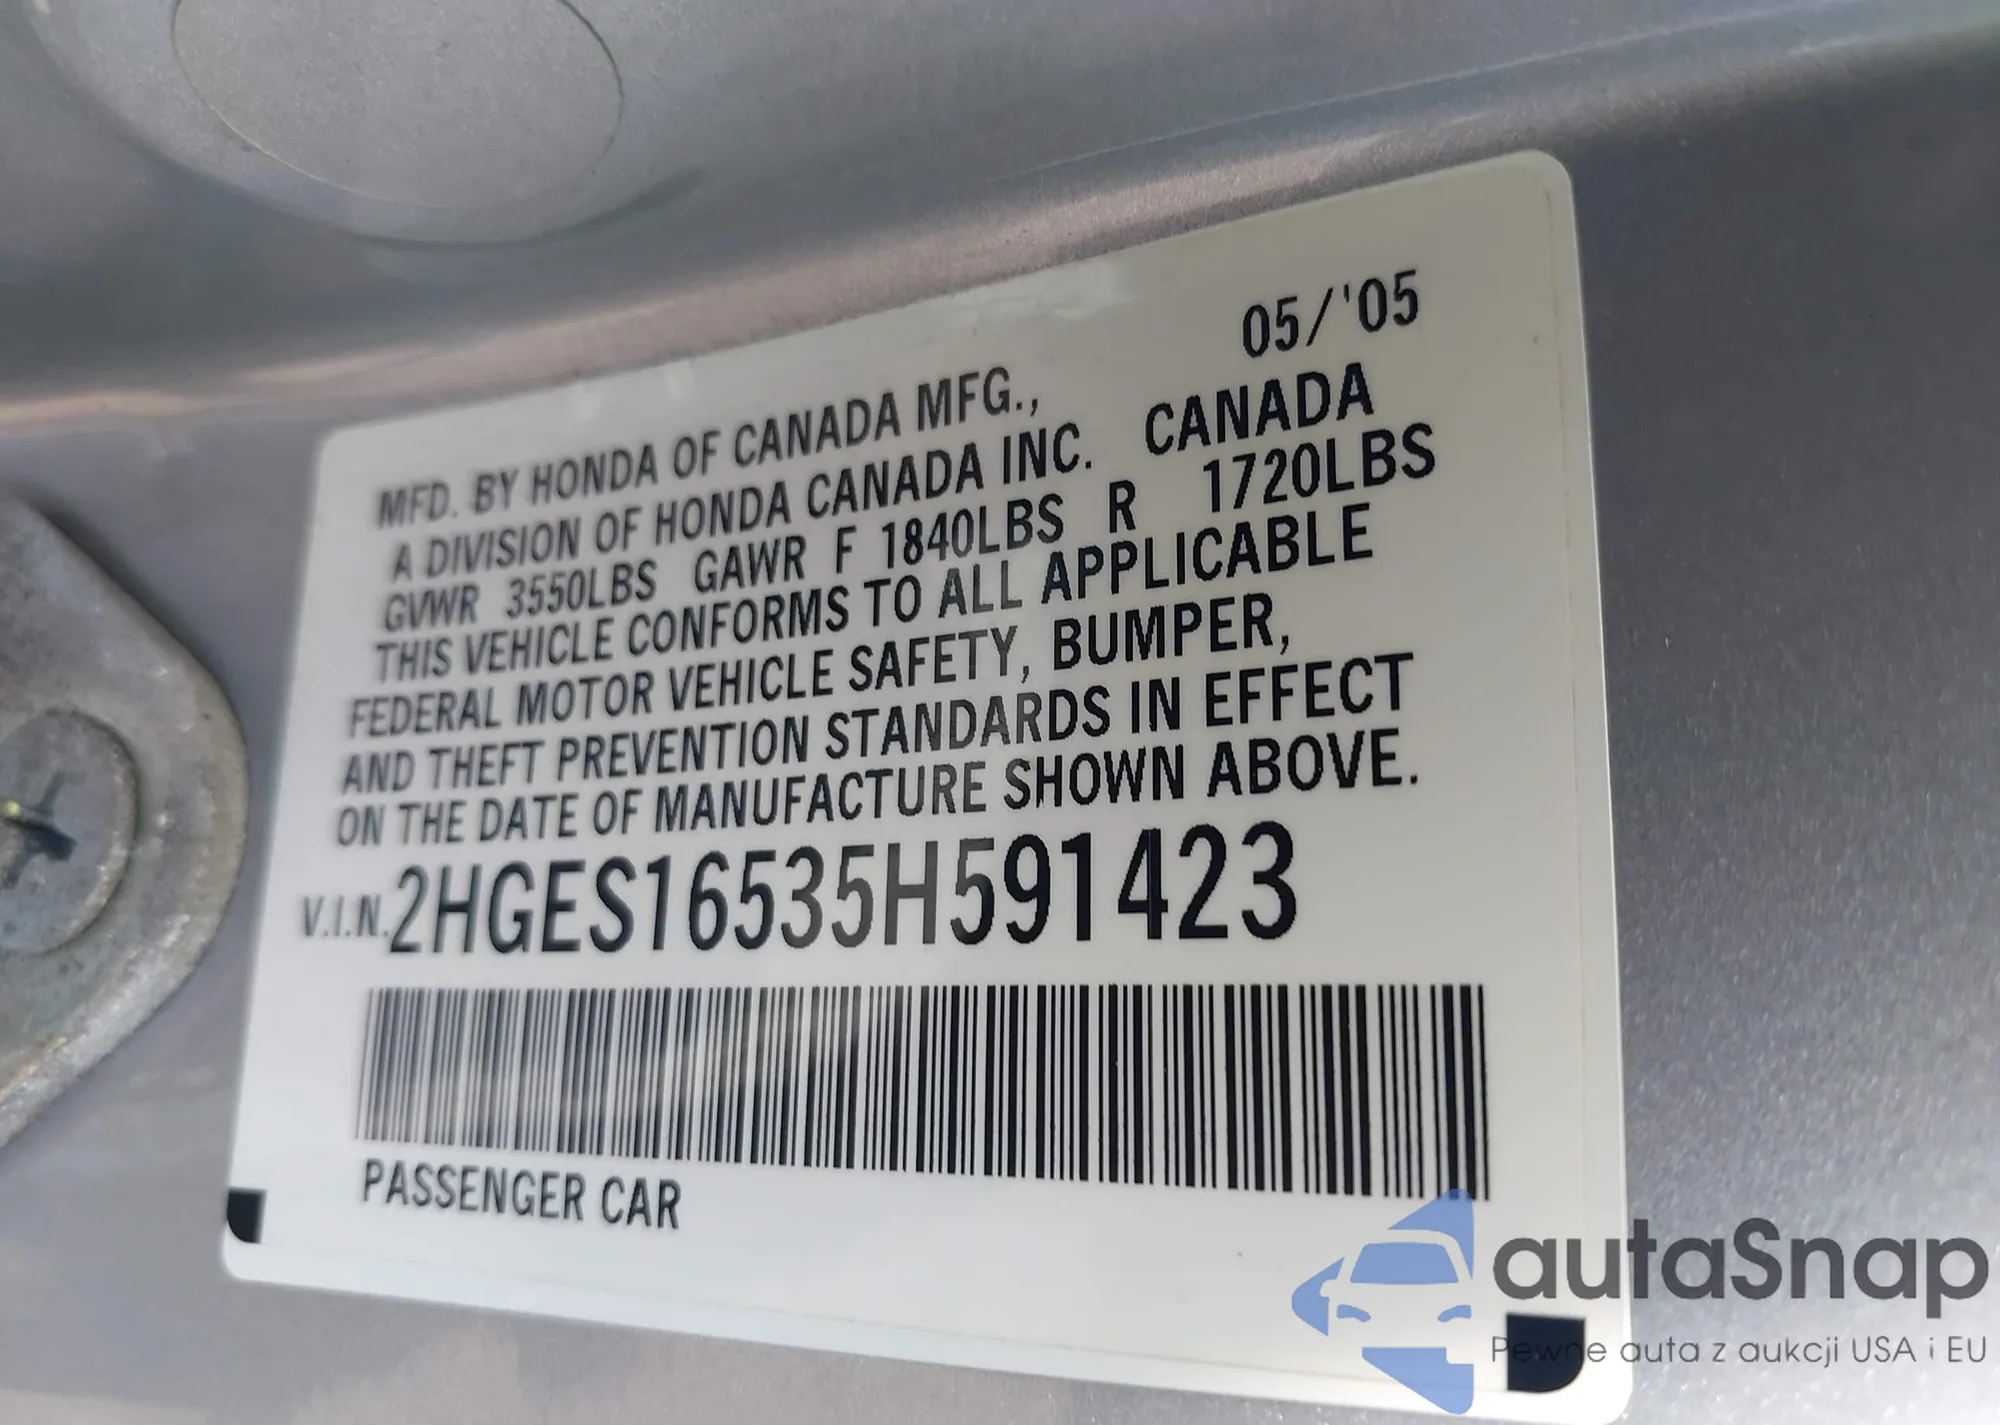 05/'05
MFD. BY HONDA OF CANADA MFG.,
A DIVISION OF HONDA CANADA INC. CANADA
GVWR 3550LBS GAWR F 1840LBS R 1720LBS
THIS VEHICLE CONFORMS TO ALL APPLICABLE
FEDERAL MOTOR VEHICLE SAFETY, BUMPER,
AND THEFT PREVENTION STANDARDS IN EFFECT
ON THE DATE OF MANUFACTURE SHOWN ABOVE.
V.I.N. 2HGES16535H591423
PASSENGER CAR
autaSnap
Pewne auta z aukcji USA i EU